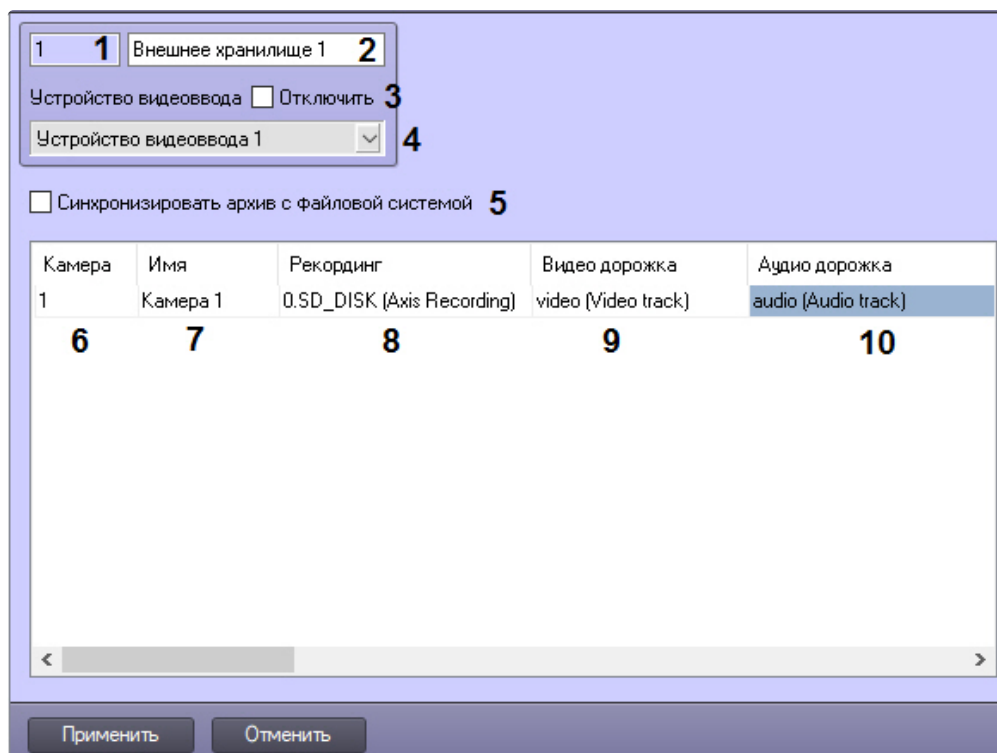 1 1 Внешнее хранилище 1 2
Устройство видеоввода Отключить 3
Устройство видеоввода 1 4
Синхронизировать архив с файловой системой 5
Камера Имя Рекординг Видео дорожка Аудио дорожка
1 Камера 1 0.SD_DISK (Axis Recording) video (Video track) audio (Audio track)
6 7 8 9 10
Применить Отменить